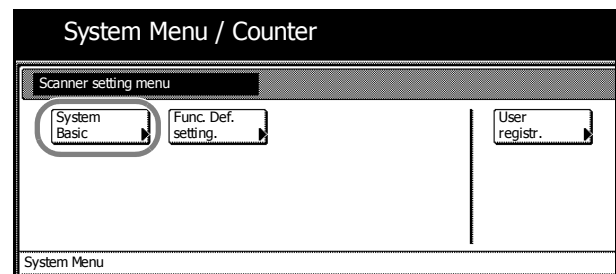 System Menu / Counter
Scanner setting menu
System
Basic
Func. Def.
setting.
User
registr.
System Menu